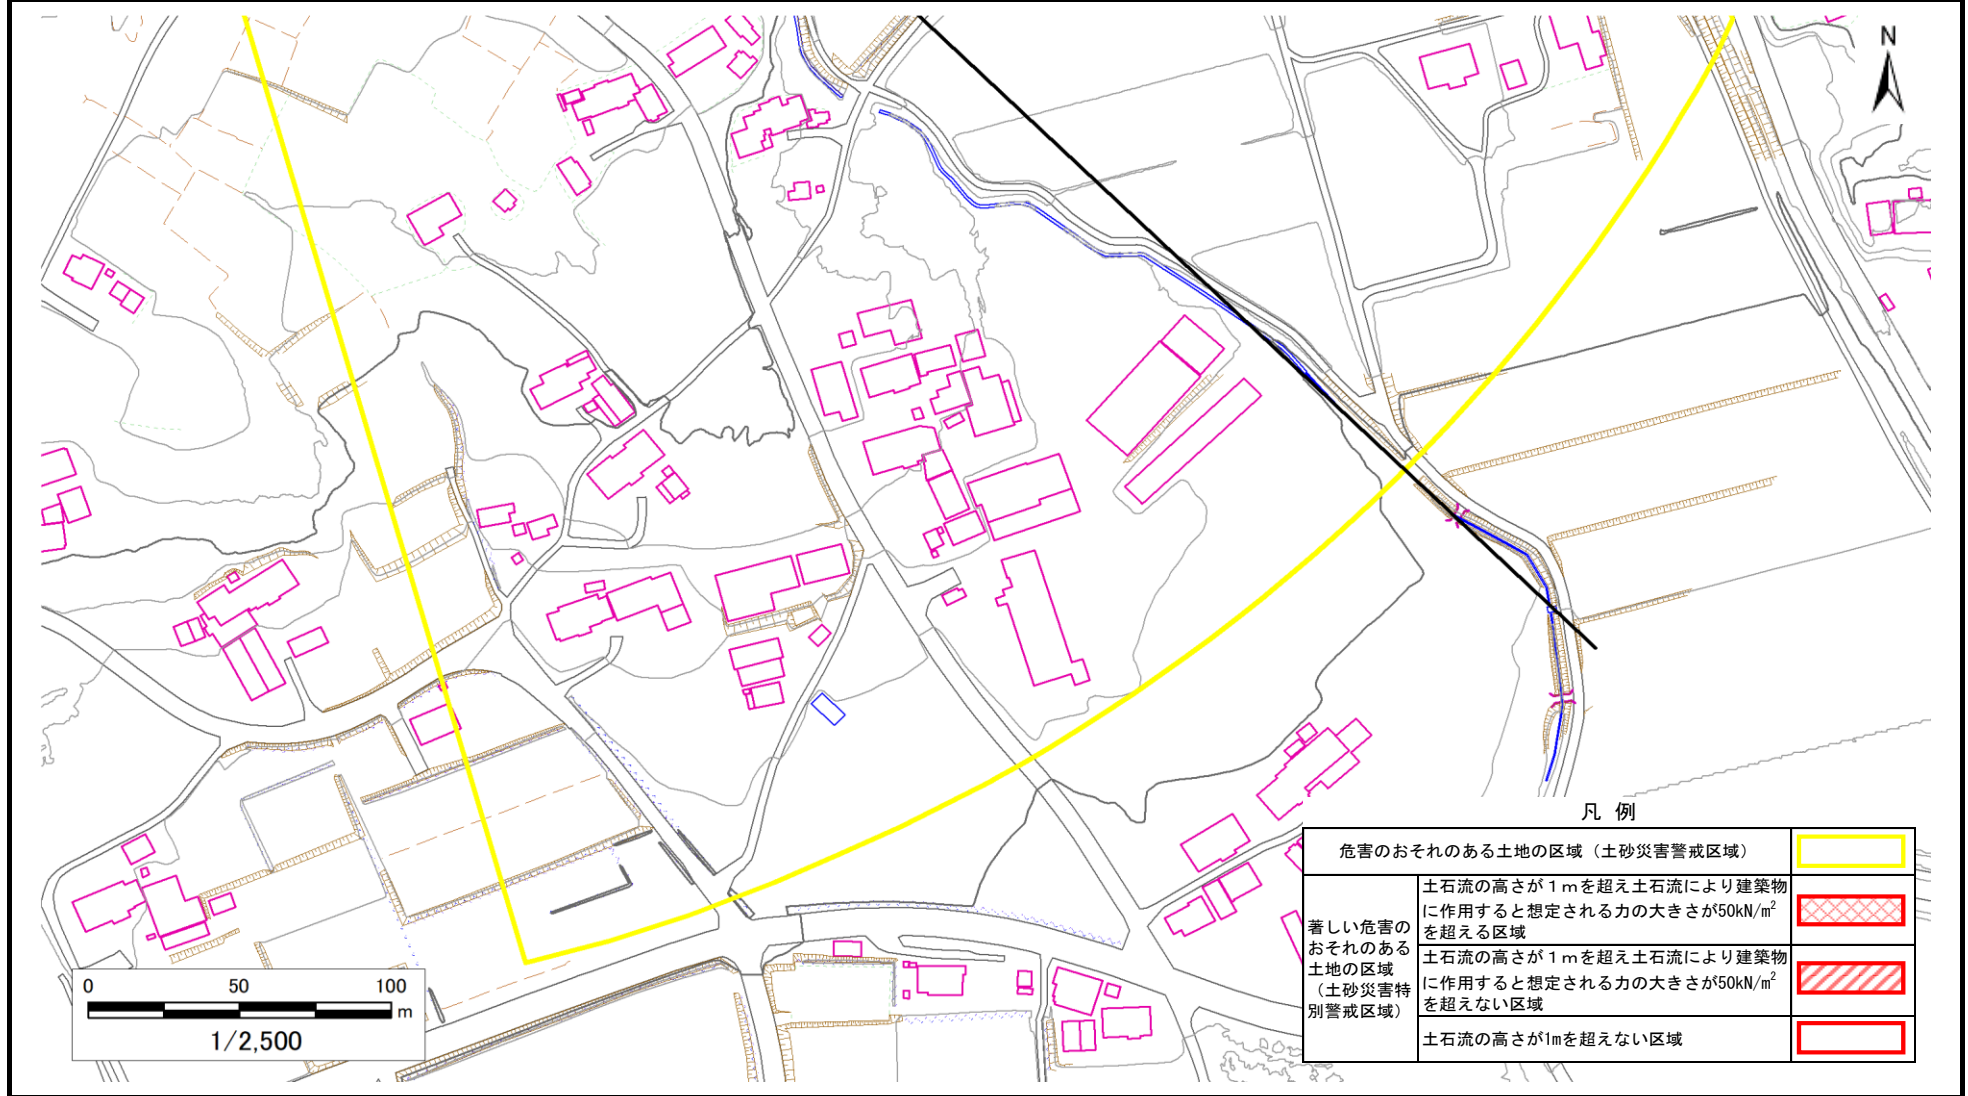 N
凡 例
危害のおそれのある土地の区域（土砂災害警戒区域）
著しい危害の
おそれのある
土地の区域
（土砂災害特
別警戒区域）
土石流の高さが１ｍを超え土石流により建築物
に作用すると想定される力の大きさが50kN/m²
を超える区域
土石流の高さが１ｍを超え土石流により建築物
に作用すると想定される力の大きさが50kN/m²
を超えない区域
土石流の高さが1mを超えない区域
0 50 100
m
1/2,500